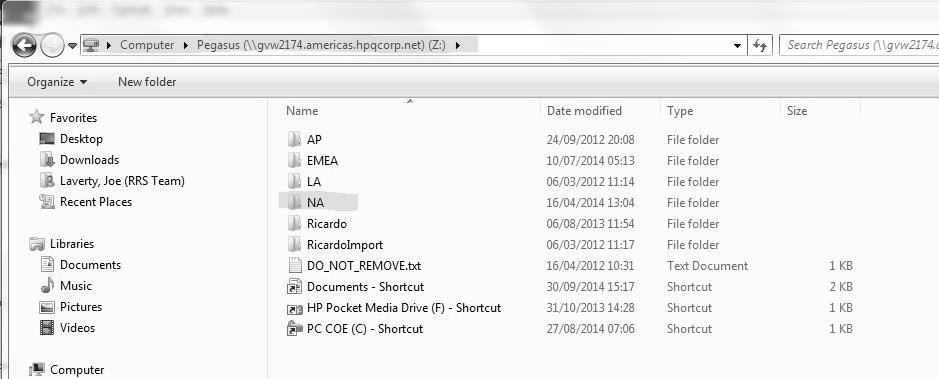 Computer Pegasus (\\gvw2174.americas.hpqcorp.net) (Z:) Search Pegasus (\\gvw2174.
Organize New folder
Favorites
Desktop
Downloads
Laverty, Joe (RRS Team)
Recent Places
Libraries
Documents
Music
Pictures
Videos
Computer
Name Date modified Type Size
AP 24/09/2012 20:08 File folder
EMEA 10/07/2014 05:13 File folder
LA 06/03/2012 11:14 File folder
NA 16/04/2014 13:04 File folder
Ricardo 06/08/2013 11:54 File folder
RicardoImport 06/03/2012 11:17 File folder
DO_NOT_REMOVE.txt 16/04/2012 10:31 Text Document 1 KB
Documents - Shortcut 30/09/2014 15:17 Shortcut 2 KB
HP Pocket Media Drive (F) - Shortcut 31/10/2013 14:28 Shortcut 1 KB
PC COE (C) - Shortcut 27/08/2014 07:06 Shortcut 1 KB